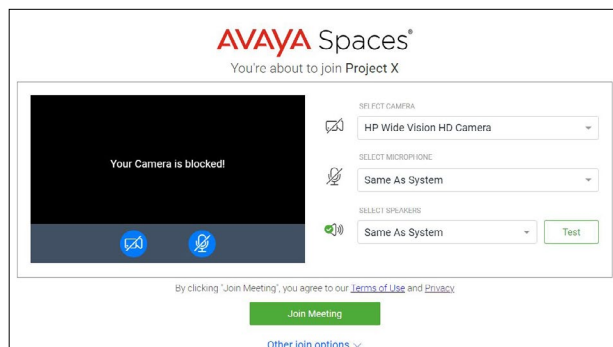 AVAYA Spaces®
You're about to join Project X
SELECT CAMERA
HP Wide Vision HD Camera
Your Camera is blocked!
SELECT MICROPHONE
Same As System
SELECT SPEAKERS
Same As System
Test
By clicking "Join Meeting", you agree to our Terms of Use and Privacy
Join Meeting
Other join options